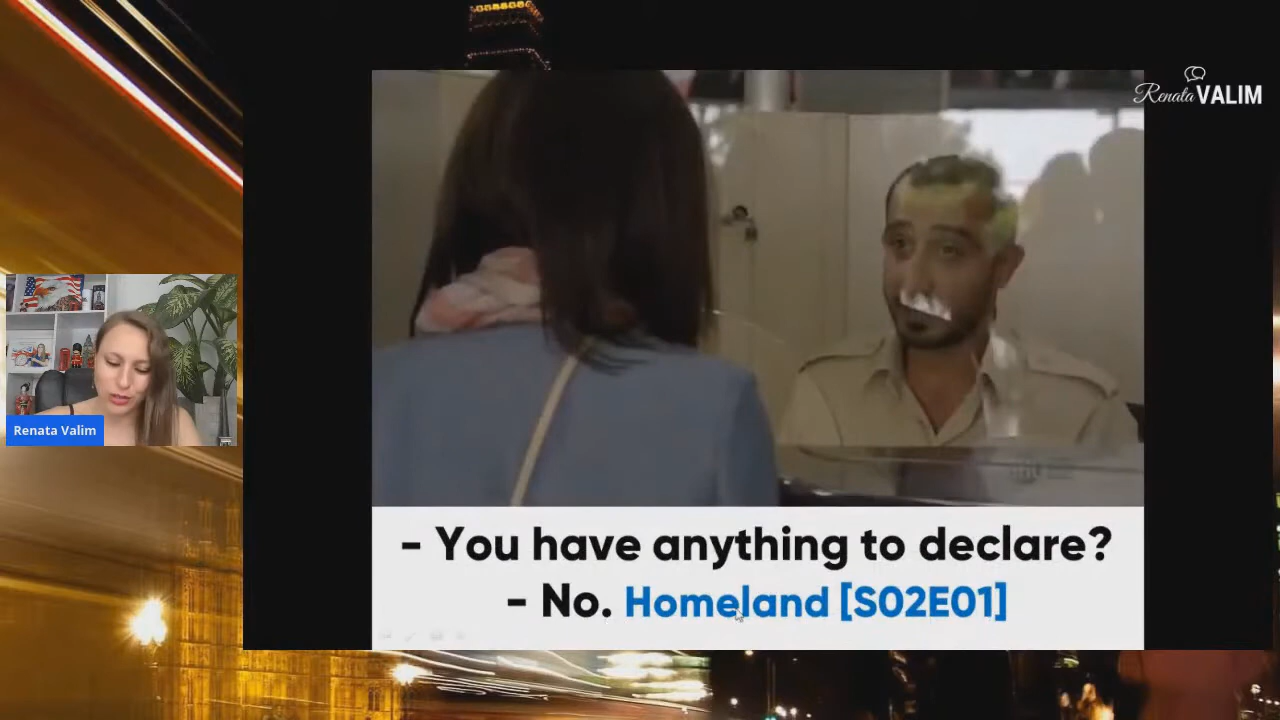 Renata VALIM
Renata Valim
- You have anything to declare?
- No. Homeland [S02E01]